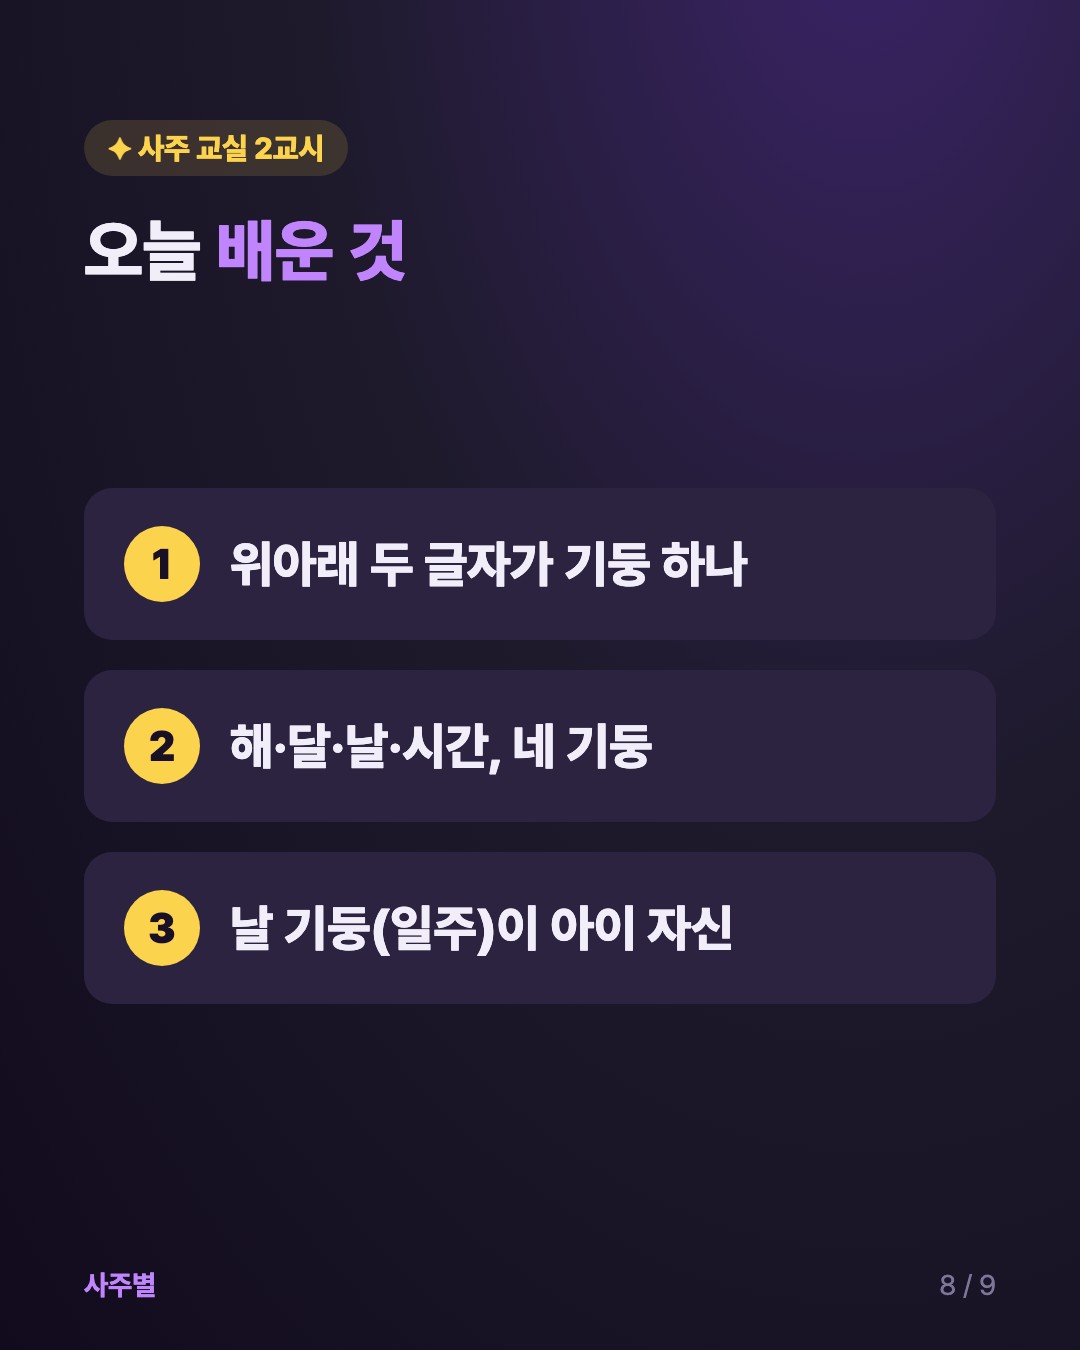 ✦ 사주 교실 2교시
오늘 배운 것
1 위아래 두 글자가 기둥 하나
2 해·달·날·시간, 네 기둥
3 날 기둥(일주)이 아이 자신
사주별
8 / 9